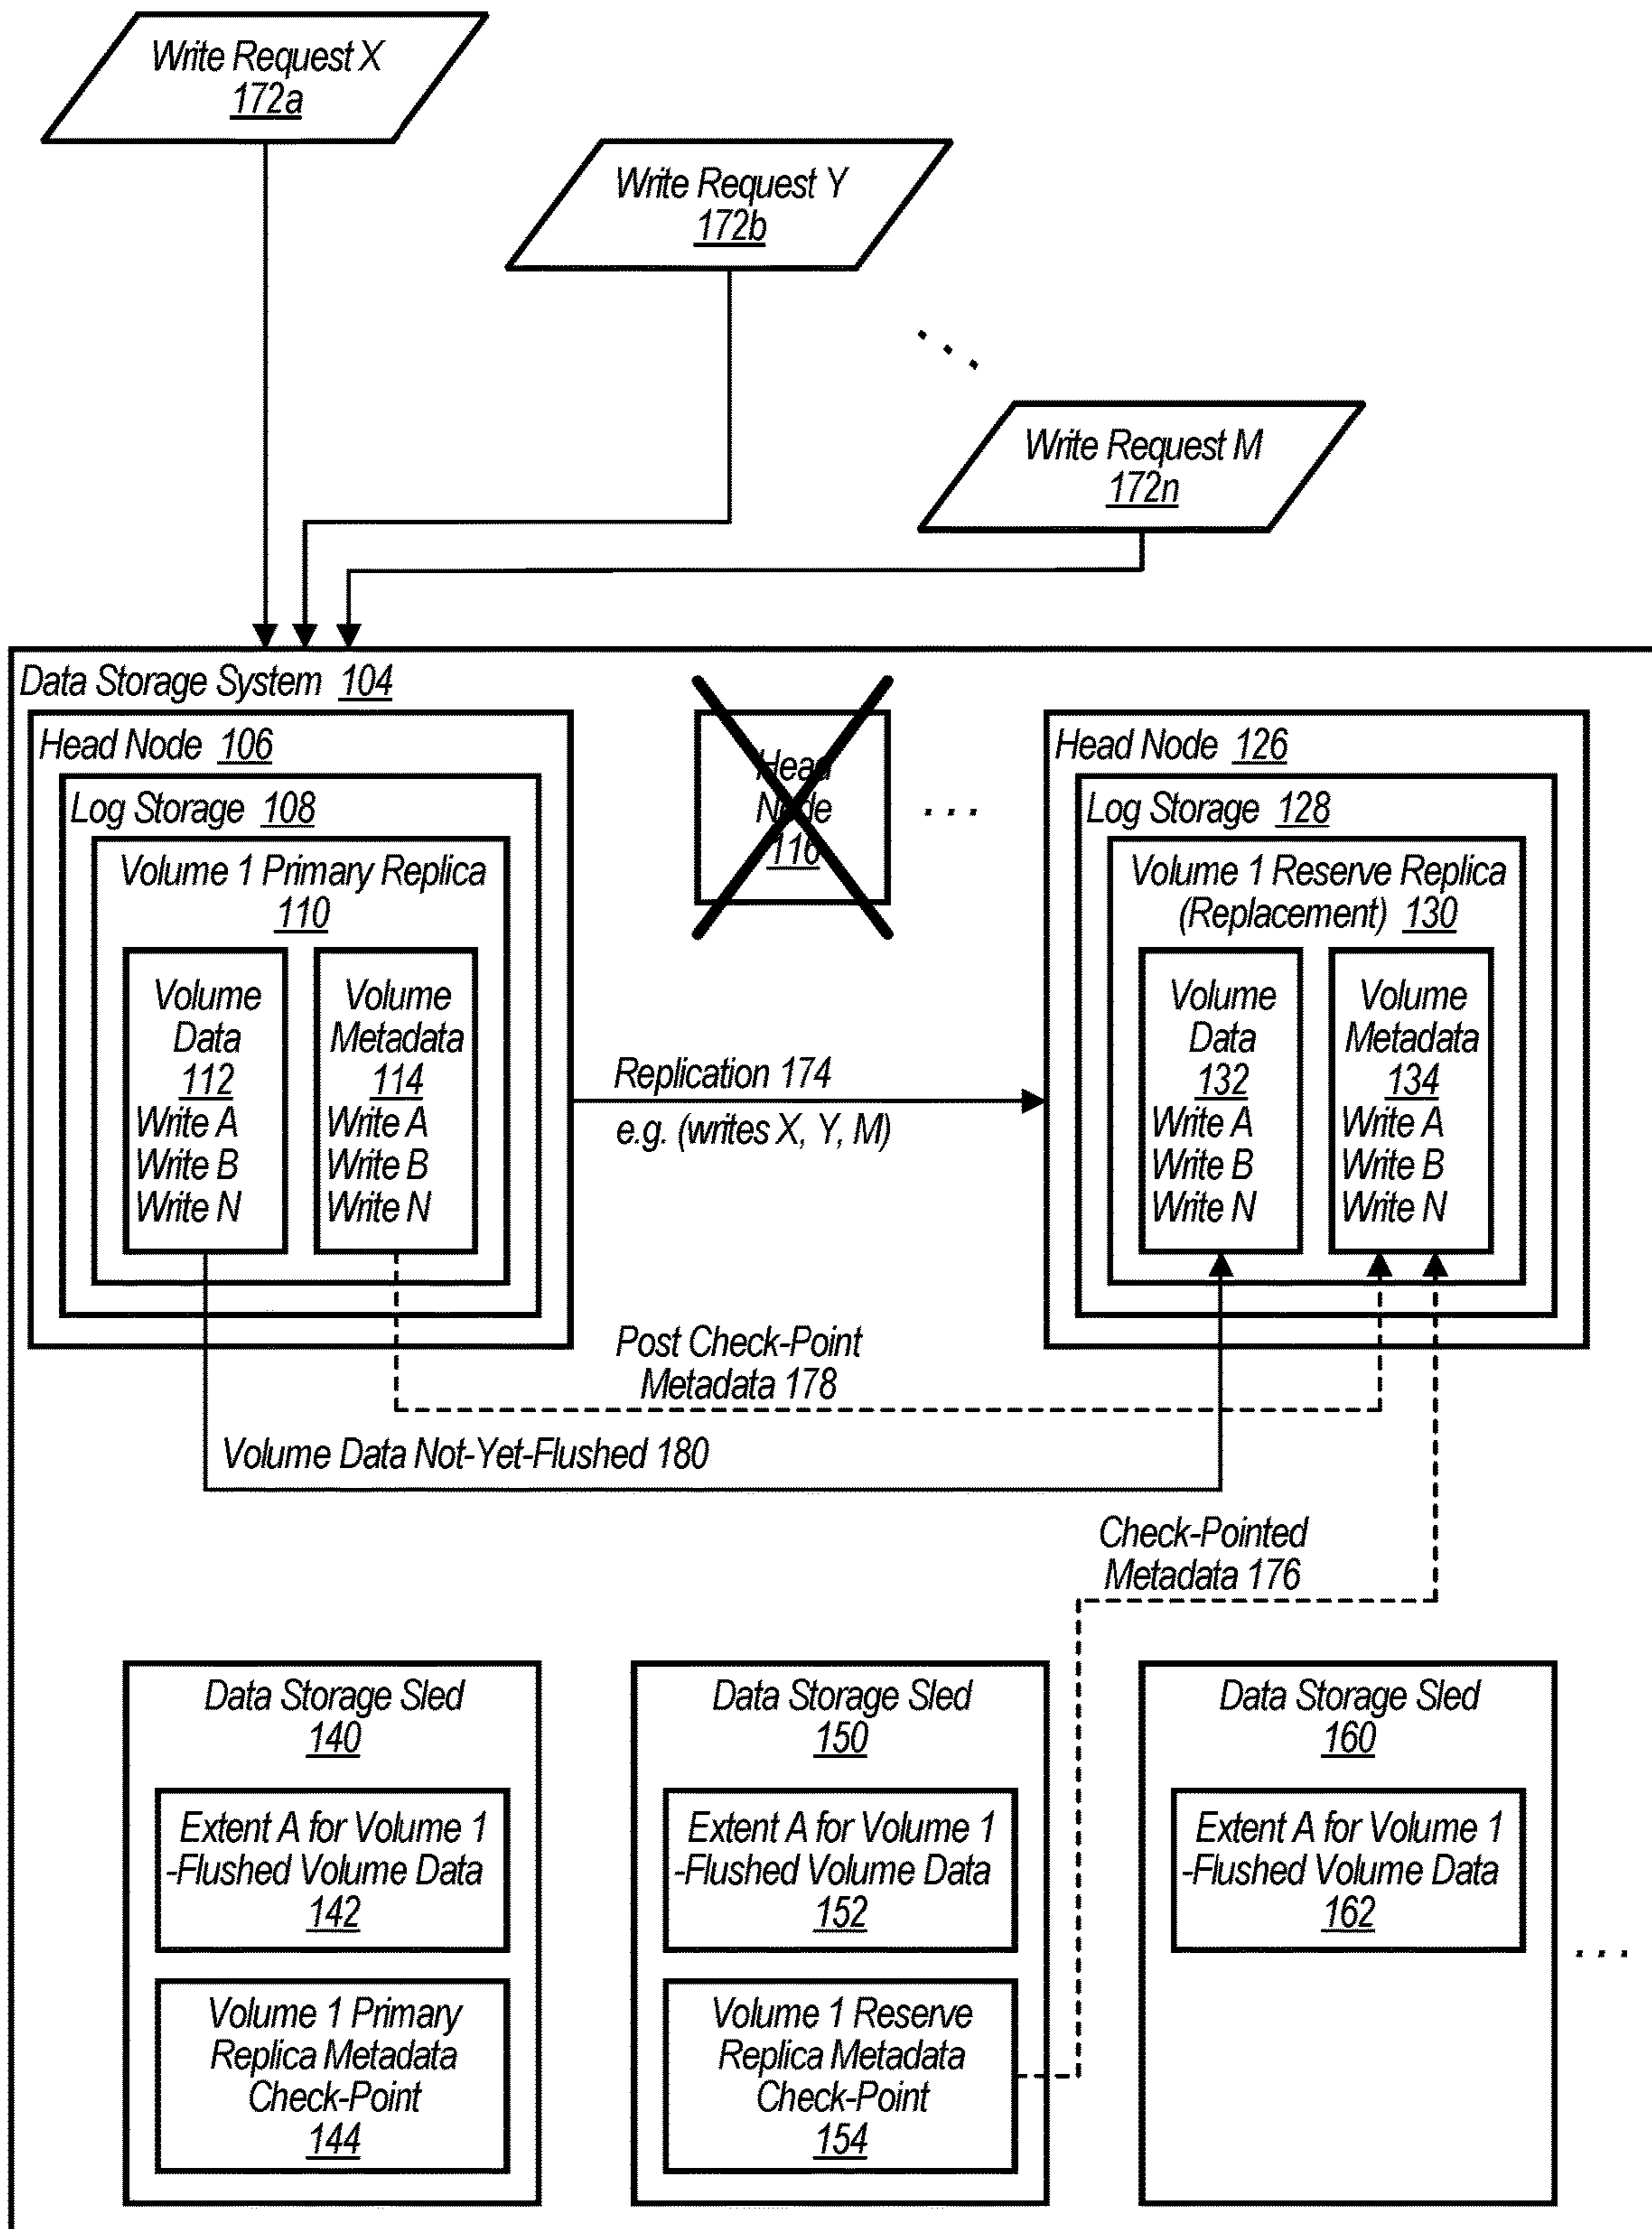 Write Request X
172a
Write Request Y
172b
. . .
Write Request M
172n
Data Storage System 104
Head Node 106
Log Storage 108
Volume 1 Primary Replica
110
Volume
Data
112
Write A
Write B
Write N
Volume
Metadata
114
Write A
Write B
Write N
Head
Node
116
. . .
Head Node 126
Log Storage 128
Volume 1 Reserve Replica
(Replacement) 130
Volume
Data
132
Write A
Write B
Write N
Volume
Metadata
134
Write A
Write B
Write N
Replication 174
e.g. (writes X, Y, M)
Post Check-Point
Metadata 178
Volume Data Not-Yet-Flushed 180
Check-Pointed
Metadata 176
Data Storage Sled
140
Extent A for Volume 1
-Flushed Volume Data
142
Volume 1 Primary
Replica Metadata
Check-Point
144
Data Storage Sled
150
Extent A for Volume 1
-Flushed Volume Data
152
Volume 1 Reserve
Replica Metadata
Check-Point
154
Data Storage Sled
160
Extent A for Volume 1
-Flushed Volume Data
162
. . .